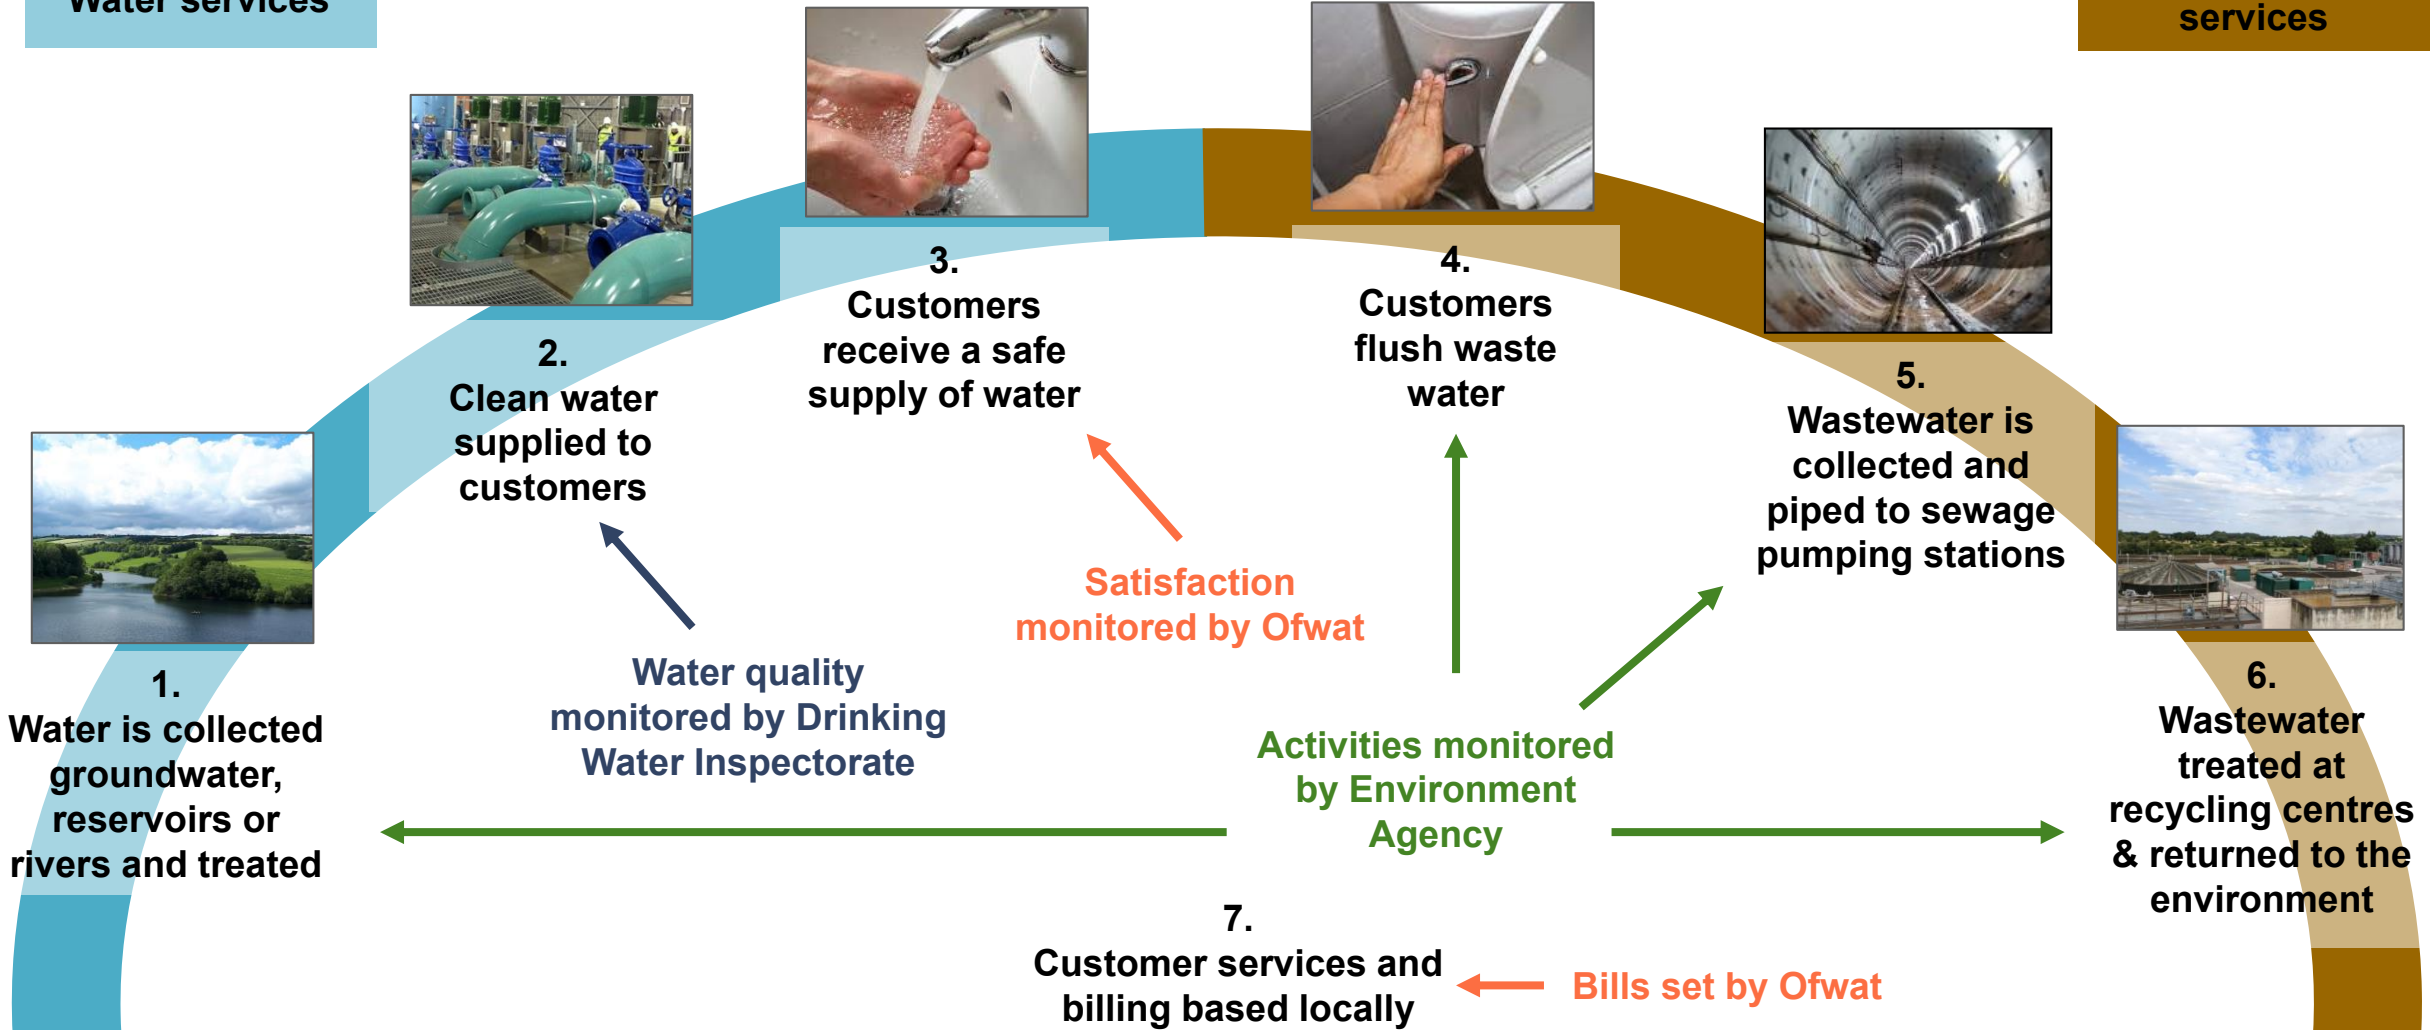 Water services
services
3.
Customers
receive a safe
supply of water
4.
Customers
flush waste
water
2.
Clean water
supplied to
customers
5.
Wastewater is
collected and
piped to sewage
pumping stations
1.
Water is collected
groundwater,
reservoirs or
rivers and treated
6.
Wastewater
treated at
recycling centres
& returned to the
environment
Satisfaction
monitored by Ofwat
Water quality
monitored by Drinking
Water Inspectorate
Activities monitored
by Environment
Agency
7.
Customer services and
billing based locally
Bills set by Ofwat